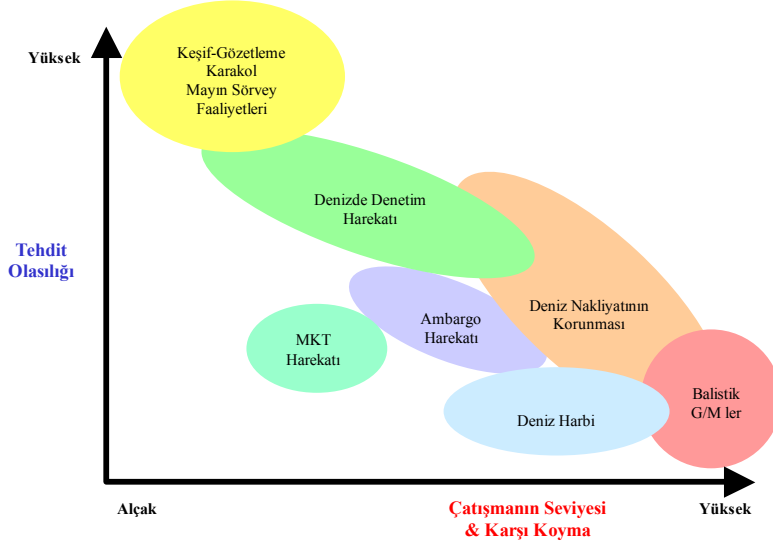 Yüksek
Keşif-Gözetleme
Karakol
Mayın Sörvey
Faaliyetleri
Denizde Denetim
Harekatı
Tehdit
Olasılığı
Ambargo
Harekatı
Deniz Nakliyatının
Korunması
MKT
Harekatı
Balistik
G/M ler
Deniz Harbi
Alçak
Çatışmanın Seviyesi
& Karşı Koyma
Yüksek